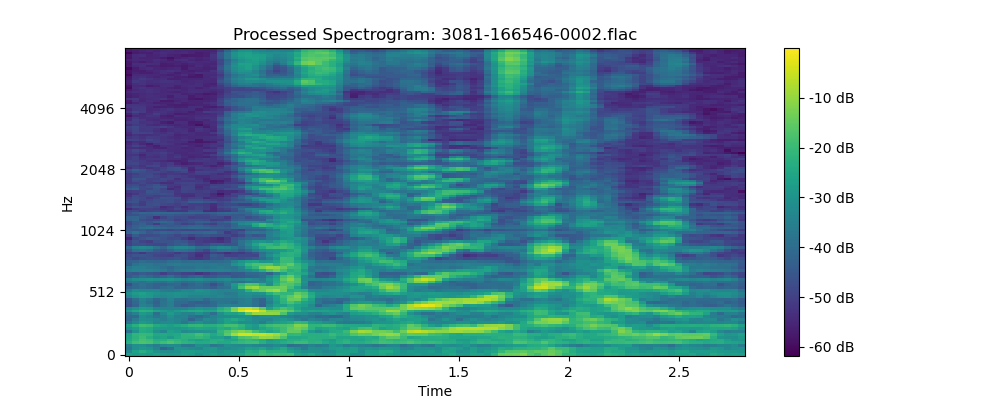 Processed Spectrogram: 3081-166546-0002.flac
4096
2048
1024
512
0
Hz
0
0.5
1
1.5
2
2.5
Time
-10 dB
-20 dB
-30 dB
-40 dB
-50 dB
-60 dB